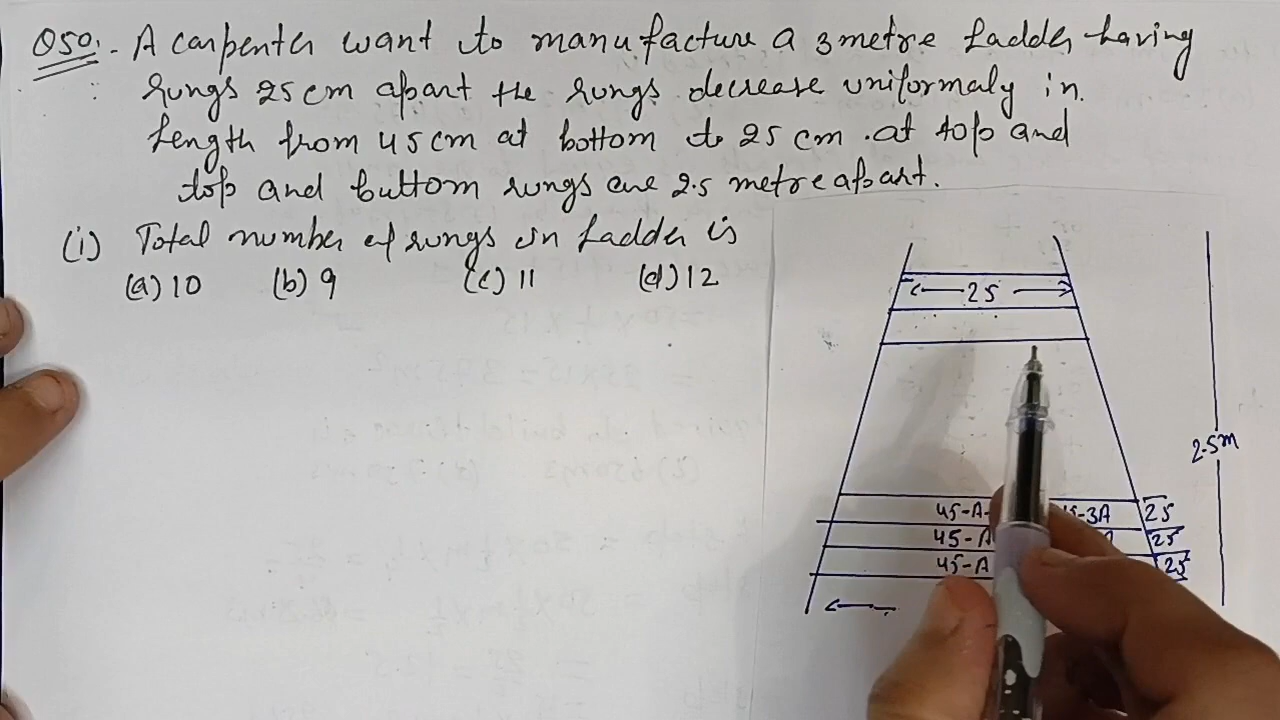 Q50.- A carpenter want to manufacture a 3 metre ladder having
rungs 25 cm apart the rungs decrease uniformaly in
length from 45 cm at bottom to 25 cm at top and
top and buttom rungs are 2.5 metre apart.
(i) Total number of rungs in ladder is
(a) 10 (b) 9 (c) 11 (d) 12
25
2.5m
45-A- 45-3A 25
45-A 25
45-A 25